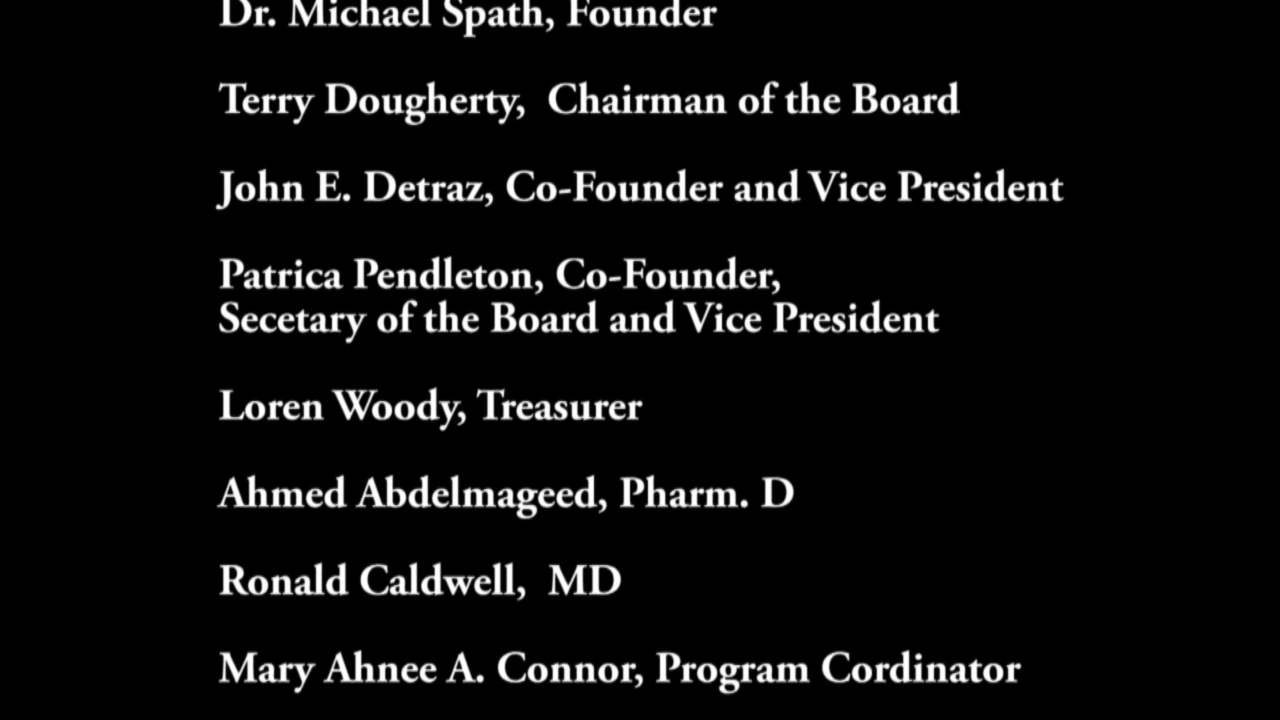 Dr. Michael Spath, Founder
Terry Dougherty, Chairman of the Board
John E. Detraz, Co-Founder and Vice President
Patrica Pendleton, Co-Founder,
Secetary of the Board and Vice President
Loren Woody, Treasurer
Ahmed Abdelmageed, Pharm. D
Ronald Caldwell, MD
Mary Ahnee A. Connor, Program Cordinator